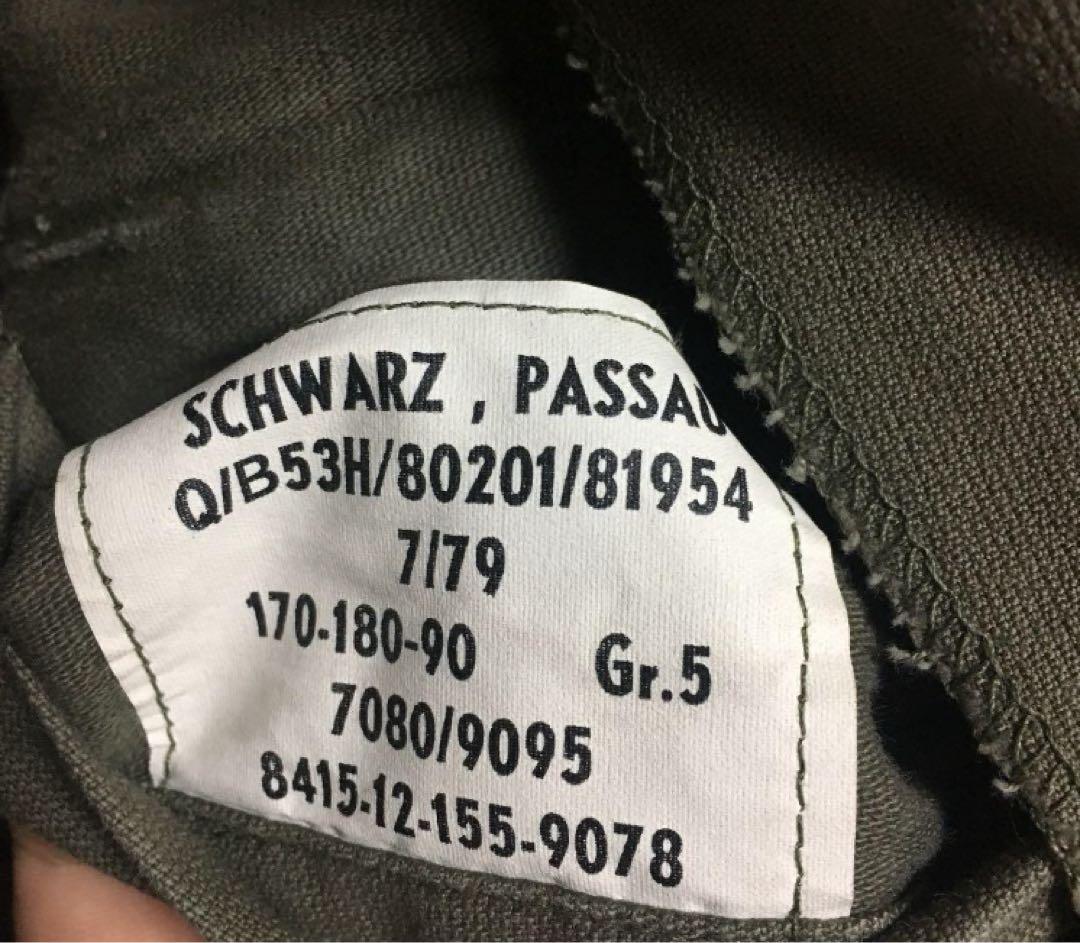 SCHWARZ , PASSAU
Q/B53H/80201/81954
7/79
170-180-90 Gr.5
7080/9095
8415-12-155-9078